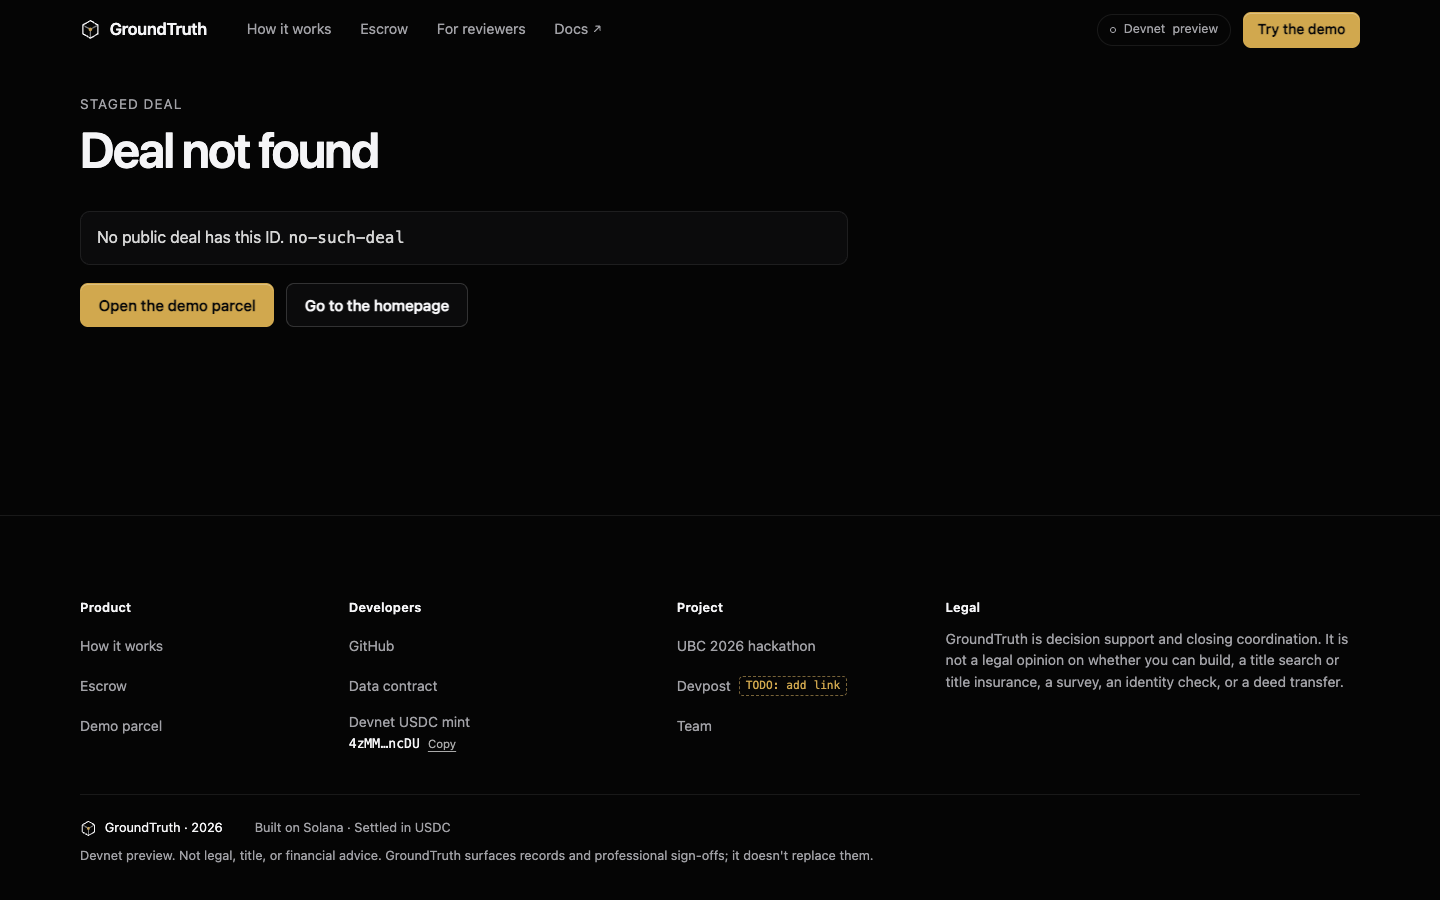 GroundTruth
How it works
Escrow
For reviewers
Docs ↗
Devnet preview
Try the demo
STAGED DEAL
Deal not found
No public deal has this ID. no-such-deal
Open the demo parcel
Go to the homepage
Product
How it works
Escrow
Demo parcel
Developers
GitHub
Data contract
Devnet USDC mint
4zMM…ncDU Copy
Project
UBC 2026 hackathon
Devpost TODO: add link
Team
Legal
GroundTruth is decision support and closing coordination. It is
not a legal opinion on whether you can build, a title search or
title insurance, a survey, an identity check, or a deed transfer.
GroundTruth · 2026
Built on Solana · Settled in USDC
Devnet preview. Not legal, title, or financial advice. GroundTruth surfaces records and professional sign-offs; it doesn't replace them.